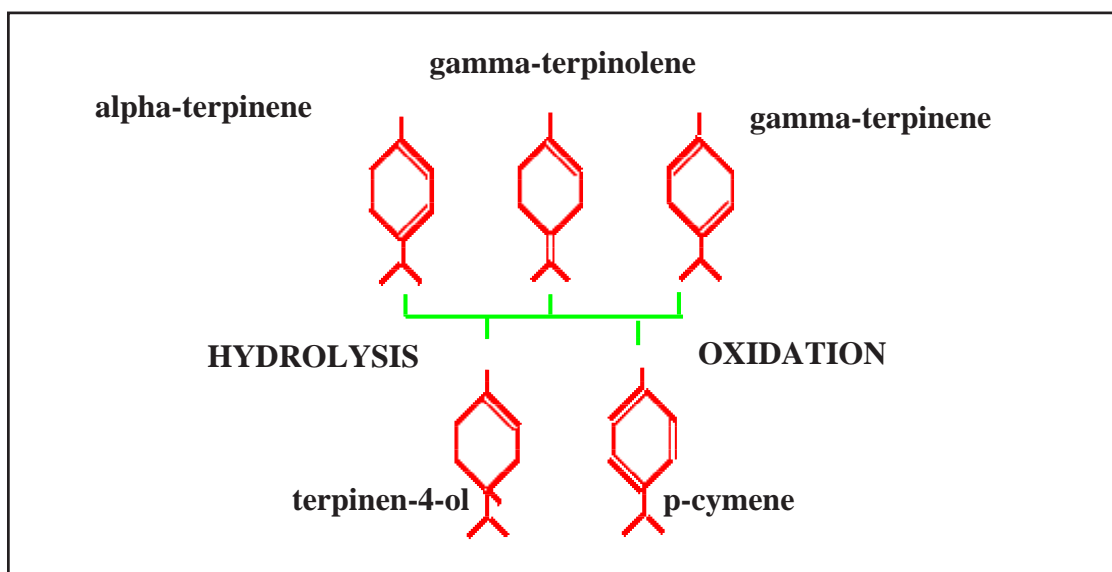 gamma-terpinolene
alpha-terpinene
gamma-terpinene
HYDROLYSIS
OXIDATION
terpinen-4-ol
p-cymene